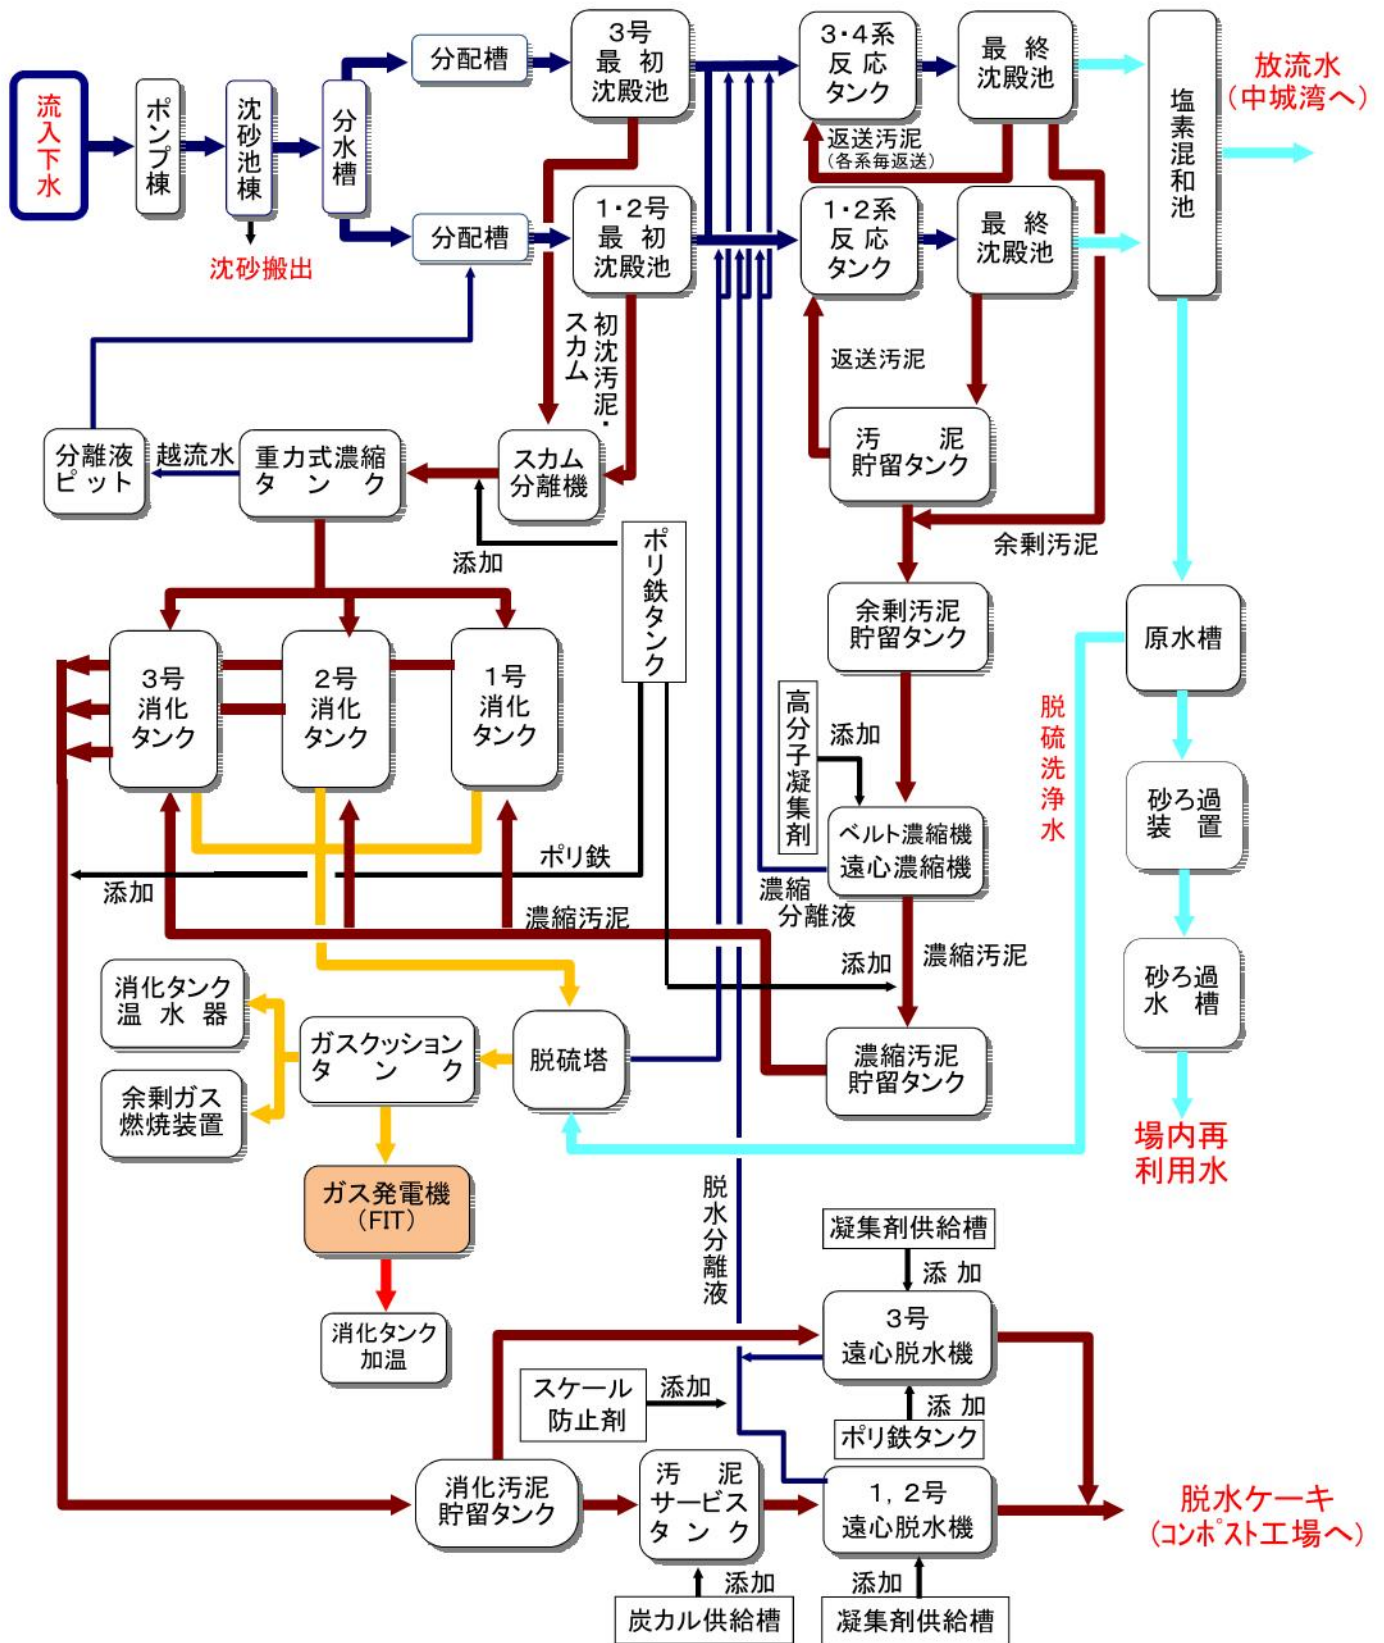 流入下水
ポンプ棟
沈砂池棟
沈砂搬出
分水槽
分配槽
3号
最 初
沈殿池
3・4系
反 応
タンク
最 終
沈殿池
塩素混和池
放流水
(中城湾へ)
返送汚泥
(各系毎返送)
分配槽
1・2号
最 初
沈殿池
1・2系
反 応
タンク
最 終
沈殿池
初沈汚泥・
スカム
返送汚泥
分離液
ピット
越流水
重力式濃縮
タ ン ク
スカム
分離機
汚 泥
貯留タンク
余剰汚泥
添加
ポリ鉄タンク
余剰汚泥
貯留タンク
原水槽
3号
消化
タンク
2号
消化
タンク
1号
消化
タンク
高分子凝集剤
添加
脱硫洗浄水
砂ろ過
装 置
ベルト濃縮機
遠心濃縮機
ポリ鉄
添加
濃縮
分離液
濃縮汚泥
濃縮汚泥
添加
砂ろ過
水 槽
消化タンク
温 水 器
ガスクッション
タ ン ク
脱硫塔
濃縮汚泥
貯留タンク
余剰ガス
燃焼装置
場内再
利用水
ガス発電機
(FIT)
脱水分離液
凝集剤供給槽
添 加
消化タンク
加温
3号
遠心脱水機
スケール
防止剤
添加
添 加
ポリ鉄タンク
消化汚泥
貯留タンク
汚 泥
サービス
タ ン ク
1，2号
遠心脱水機
脱水ケーキ
(コンポスト工場へ)
添加
添加
炭カル供給槽
凝集剤供給槽